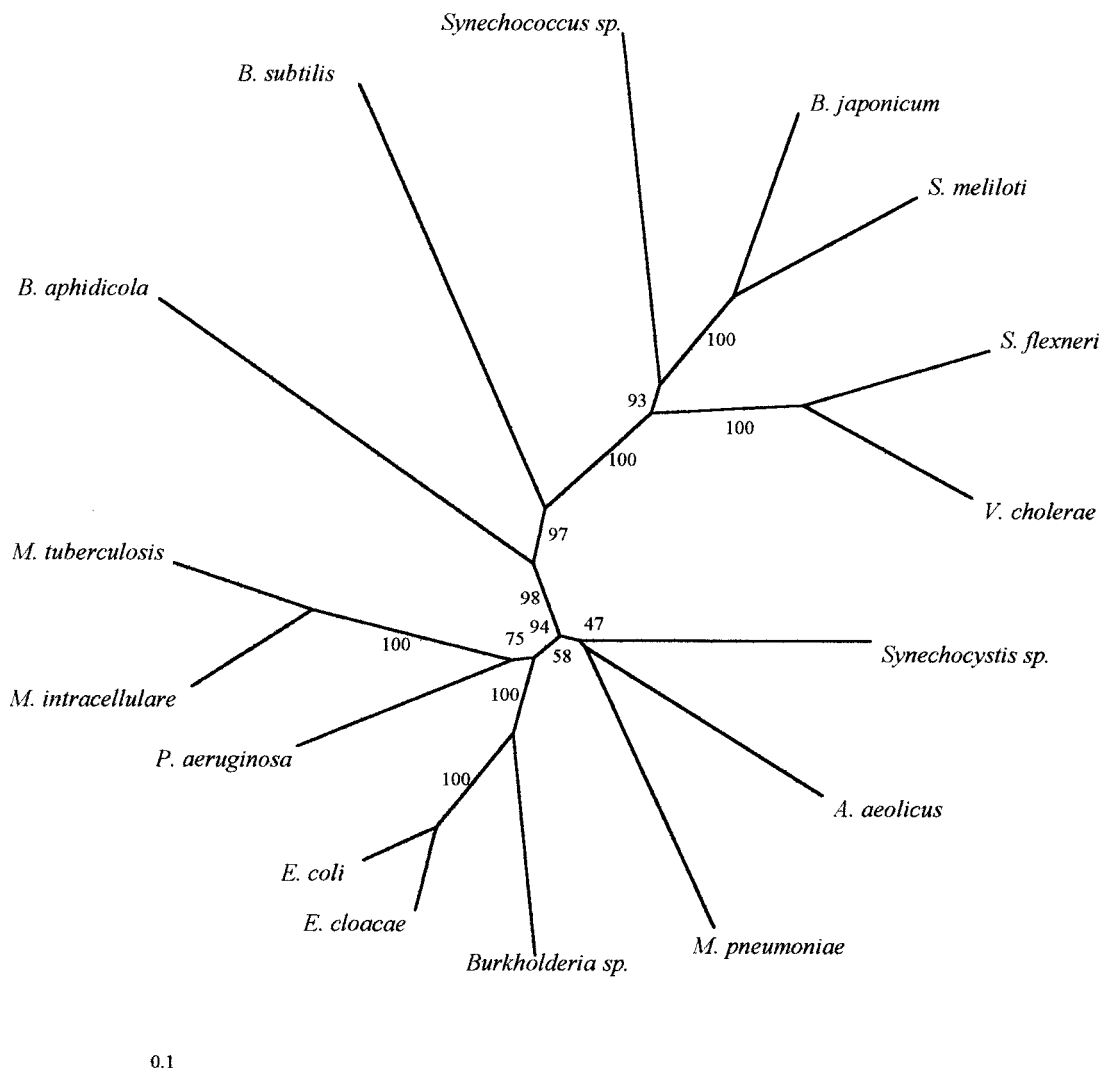 Synechococcus sp.
B. subtilis
B. japonicum
S. meliloti
B. aphidicola
100
S. flexneri
93
100
100
V. cholerae
97
M. tuberculosis
98
94
47
75
58
100
Synechocystis sp.
M. intracellulare
100
P. aeruginosa
100
A. aeolicus
E. coli
E. cloacae
M. pneumoniae
Burkholderia sp.
0.1